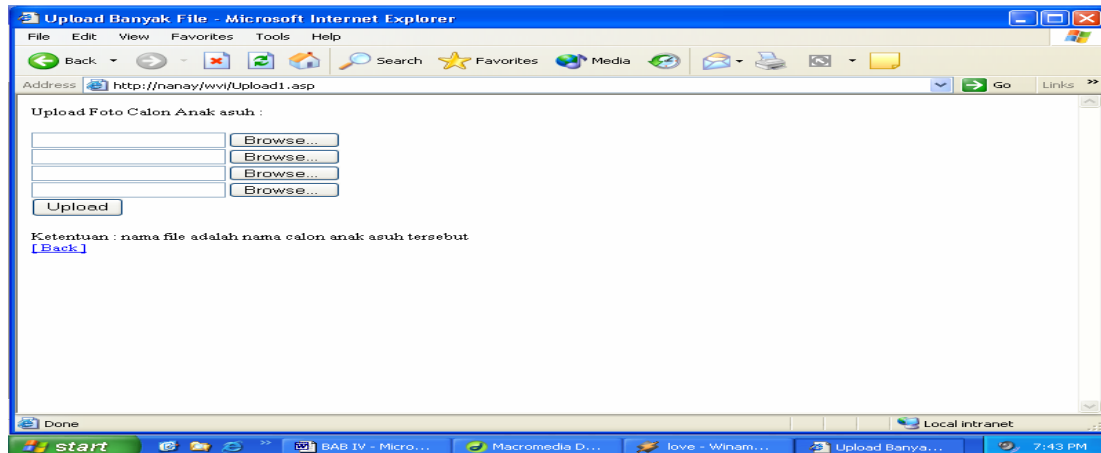 Upload Banyak File - Microsoft Internet Explorer
File Edit View Favorites Tools Help
Back Search Favorites Media
Address http://nanay/wvi/Upload1.asp Go Links »
Upload Foto Calon Anak asuh :
Browse...
Browse...
Browse...
Browse...
Upload
Ketentuan : nama file adalah nama calon anak asuh tersebut
[ Back ]
Done Local intranet
start » BAB IV - Micro... Macromedia D... love - Winam... Upload Banya... 7:43 PM